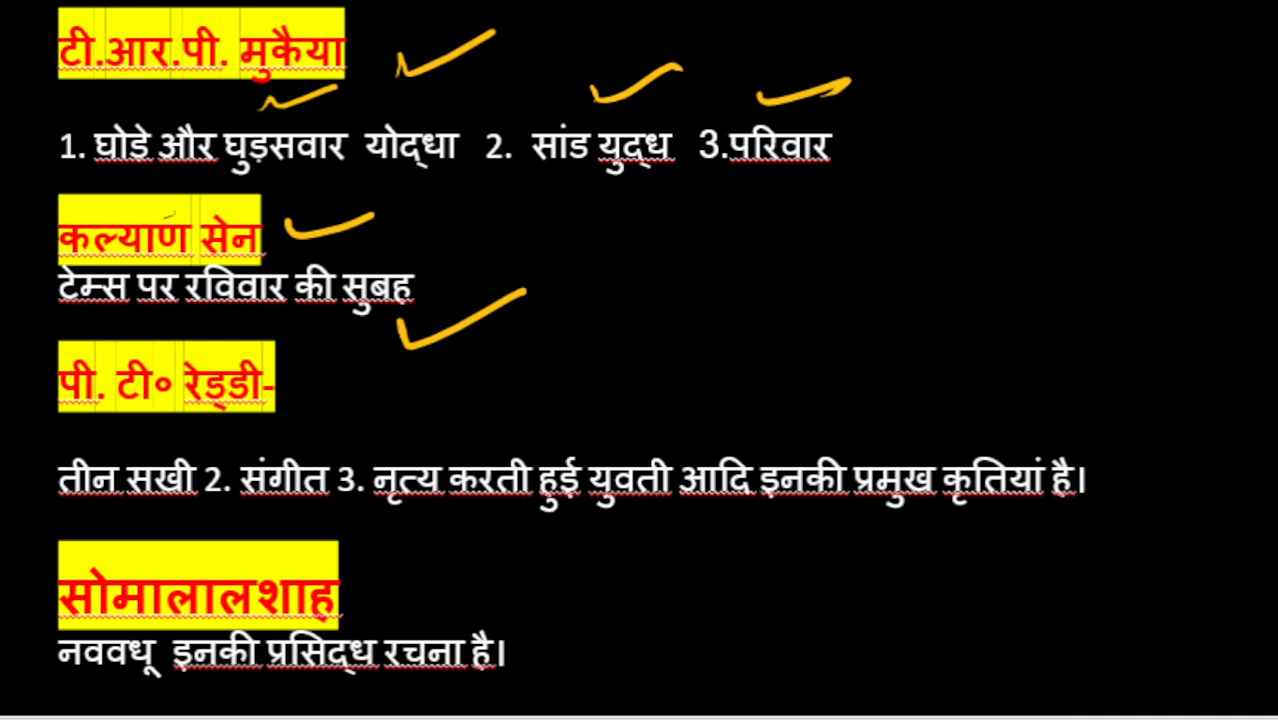 टी.आर.पी. मुकैया
1. घोड़े और घुड़सवार योद्धा 2. सांड युद्ध 3.परिवार
कल्याण सेन
टेम्स पर रविवार की सुबह
पी. टी० रेड्डी-
तीन सखी 2. संगीत 3. नृत्य करती हुई युवती आदि इनकी प्रमुख कृतियां है।
सोमालालशाह
नववधू इनकी प्रसिद्ध रचना है।